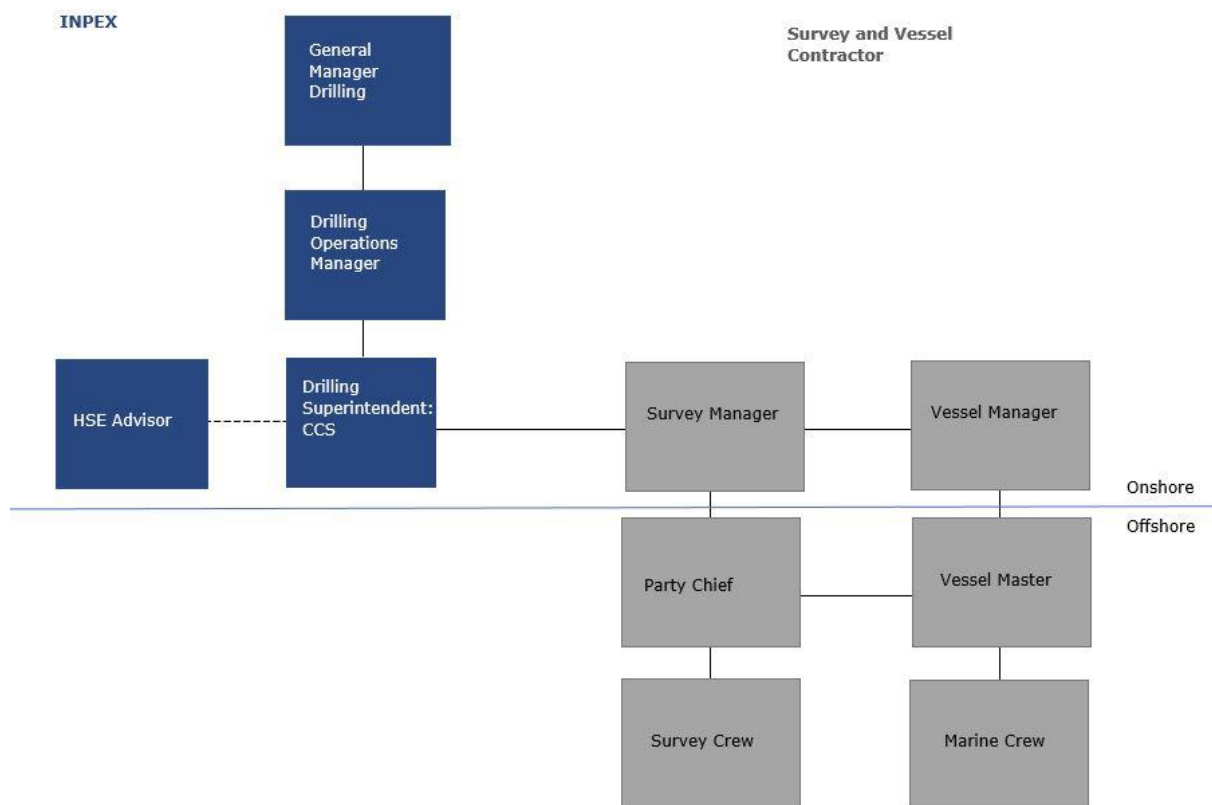 INPEX
Survey and Vessel
Contractor
General
Manager
Drilling
Drilling
Operations
Manager
HSE Advisor
Drilling
Superintendent:
CCS
Survey Manager
Vessel Manager
Onshore
Offshore
Party Chief
Vessel Master
Survey Crew
Marine Crew